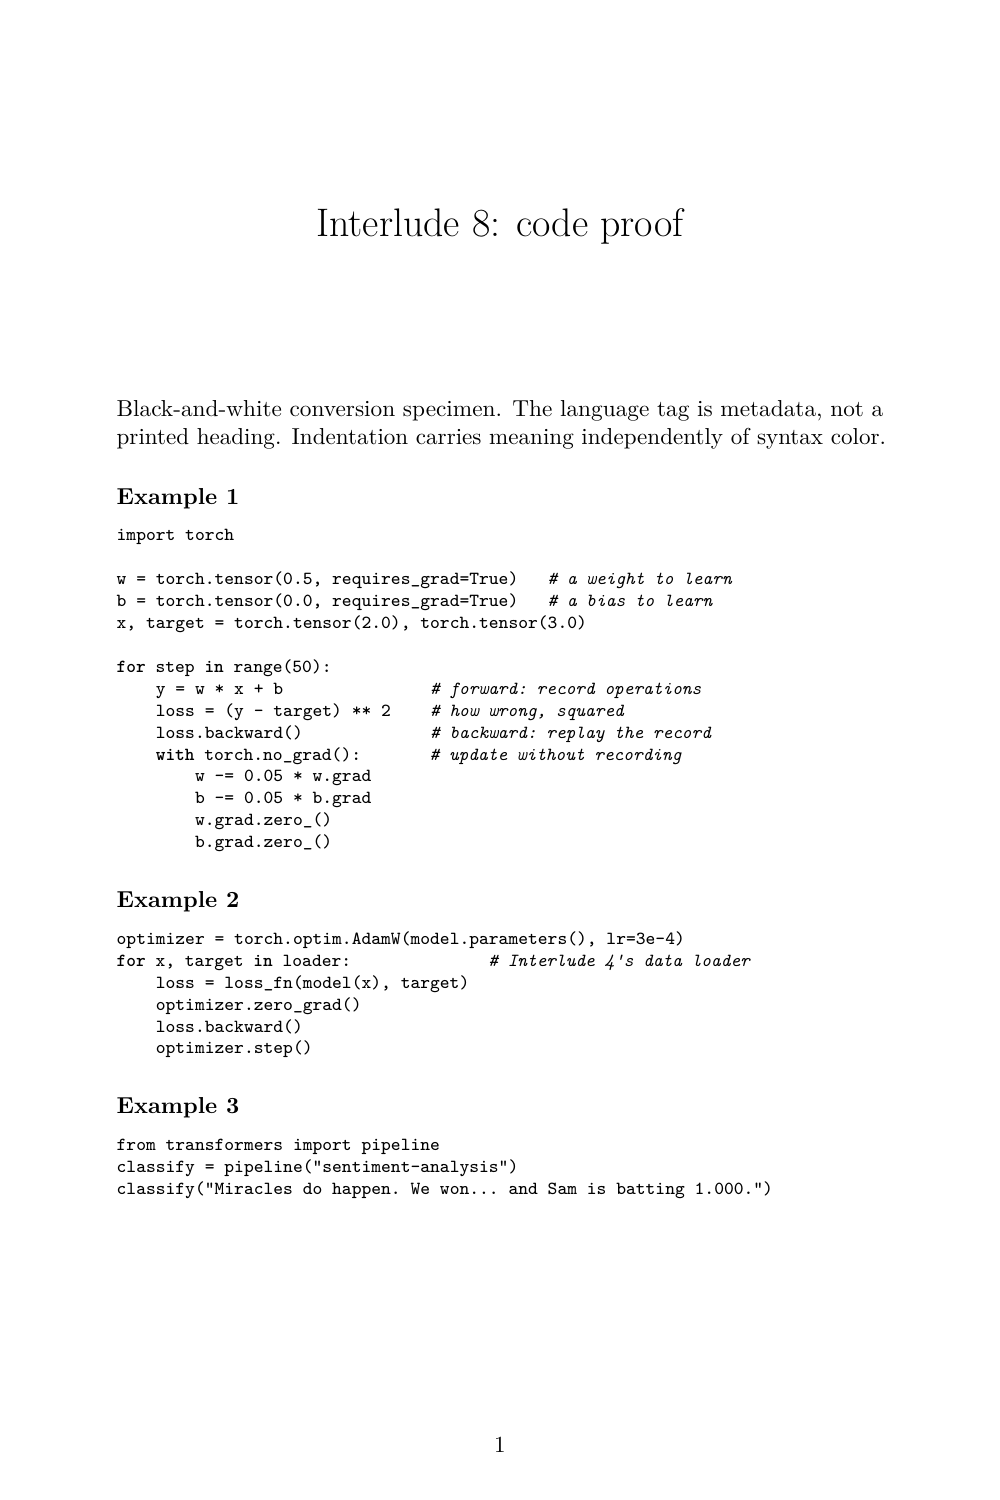 Interlude 8: code proof
Black-and-white conversion specimen. The language tag is metadata, not a
printed heading. Indentation carries meaning independently of syntax color.
Example 1
import torch

w = torch.tensor(0.5, requires_grad=True)   # a weight to learn
b = torch.tensor(0.0, requires_grad=True)   # a bias to learn
x, target = torch.tensor(2.0), torch.tensor(3.0)

for step in range(50):
    y = w * x + b               # forward: record operations
    loss = (y - target) ** 2    # how wrong, squared
    loss.backward()             # backward: replay the record
    with torch.no_grad():       # update without recording
        w -= 0.05 * w.grad
        b -= 0.05 * b.grad
        w.grad.zero_()
        b.grad.zero_()
Example 2
optimizer = torch.optim.AdamW(model.parameters(), lr=3e-4)
for x, target in loader:              # Interlude 4's data loader
    loss = loss_fn(model(x), target)
    optimizer.zero_grad()
    loss.backward()
    optimizer.step()
Example 3
from transformers import pipeline
classify = pipeline("sentiment-analysis")
classify("Miracles do happen. We won... and Sam is batting 1.000.")
1